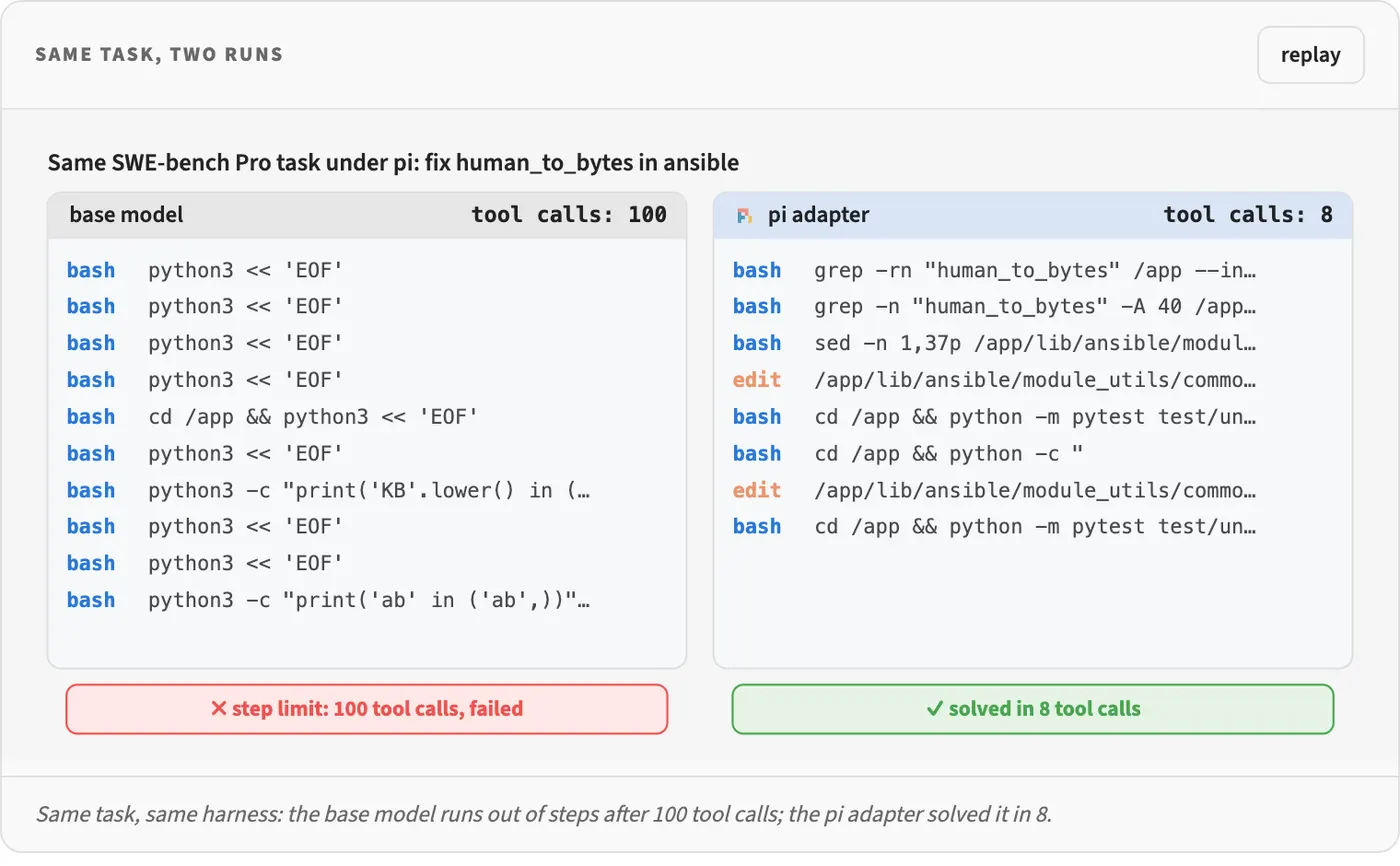 SAME TASK, TWO RUNS
replay
Same SWE-bench Pro task under pi: fix human_to_bytes in ansible
base model
tool calls: 100
bash python3 << 'EOF'
bash python3 << 'EOF'
bash python3 << 'EOF'
bash python3 << 'EOF'
bash cd /app && python3 << 'EOF'
bash python3 << 'EOF'
bash python3 -c "print('KB'.lower() in (…
bash python3 << 'EOF'
bash python3 << 'EOF'
bash python3 -c "print('ab' in ('ab',))"…
✕ step limit: 100 tool calls, failed
pi adapter
tool calls: 8
bash grep -rn "human_to_bytes" /app --in…
bash grep -n "human_to_bytes" -A 40 /app…
bash sed -n 1,37p /app/lib/ansible/modul…
edit /app/lib/ansible/module_utils/commo…
bash cd /app && python -m pytest test/un…
bash cd /app && python -c "
edit /app/lib/ansible/module_utils/commo…
bash cd /app && python -m pytest test/un…
✓ solved in 8 tool calls
Same task, same harness: the base model runs out of steps after 100 tool calls; the pi adapter solved it in 8.